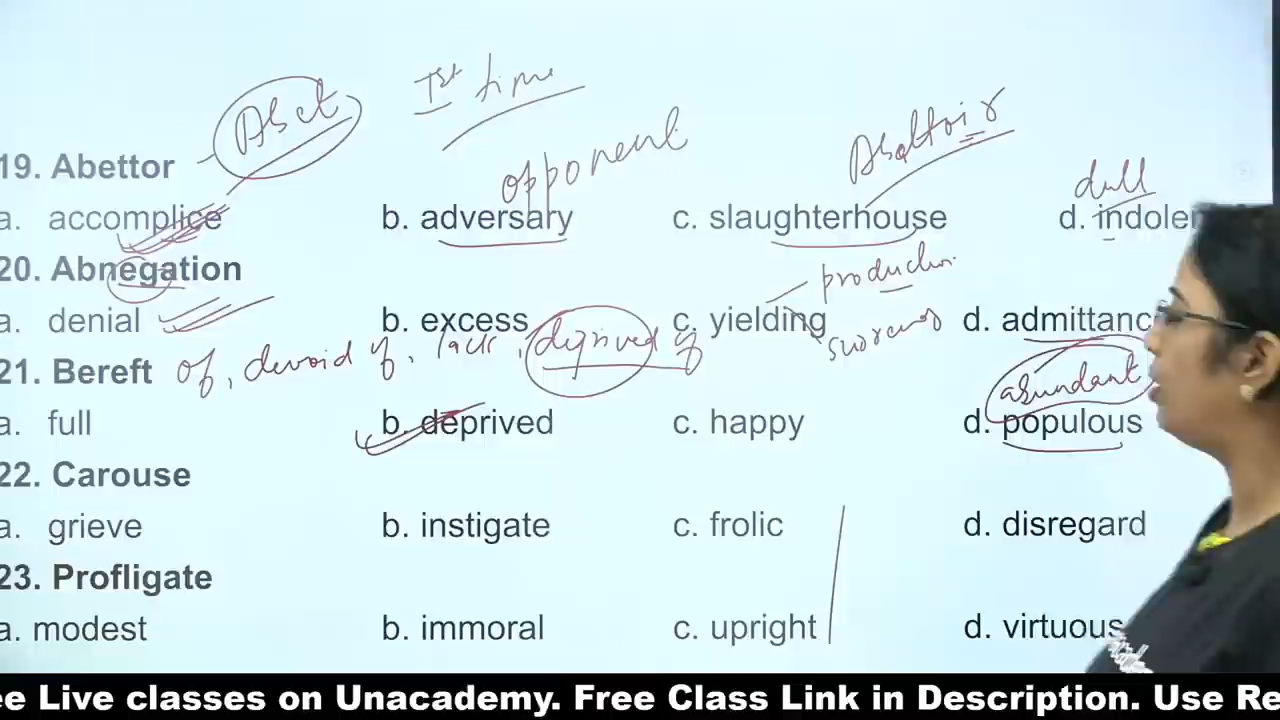 Abet 1st time
opponent Abattoir
19. Abettor
dull
a. accomplice b. adversary c. slaughterhouse d. indolen
20. Abnegation
production
a. denial b. excess c. yielding d. admittanc
of, devoid of, lack, deprived of
21. Bereft
abundant
a. full b. deprived c. happy d. populous
22. Carouse
a. grieve b. instigate c. frolic d. disregard
23. Profligate
a. modest b. immoral c. upright d. virtuous
ee Live classes on Unacademy. Free Class Link in Description. Use Re